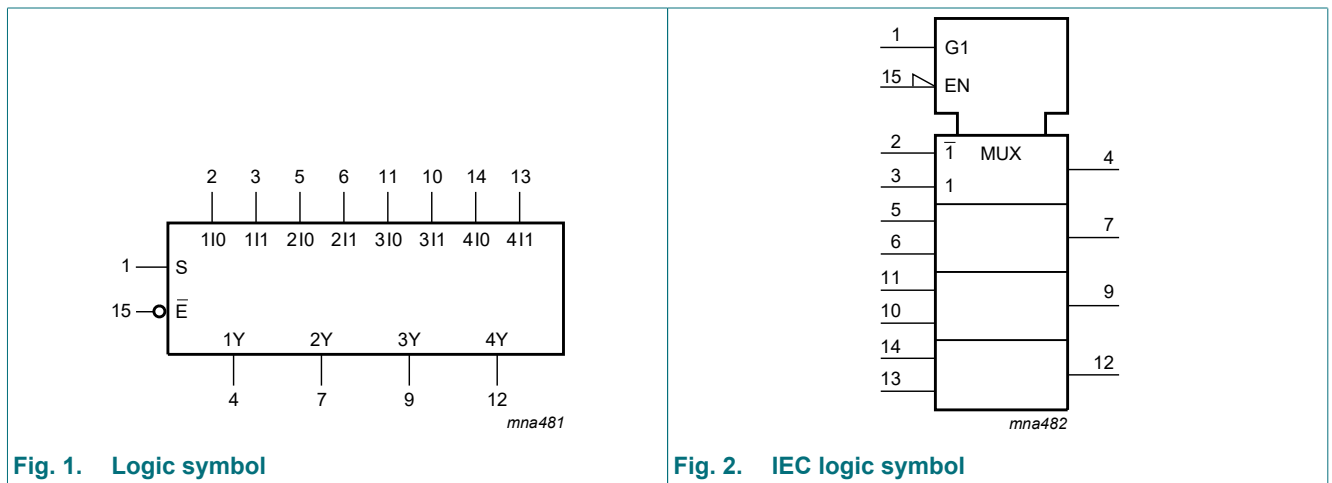 2 3 5 6 11 10 14 13
1I0 1I1 2I0 2I1 3I0 3I1 4I0 4I1
1 S
15 E̅
1Y 2Y 3Y 4Y
4 7 9 12
mna481
Fig. 1. Logic symbol
1 G1
15 EN
2 1̅ MUX 4
3 1
5
6 7
11
10 9
14
13 12
mna482
Fig. 2. IEC logic symbol